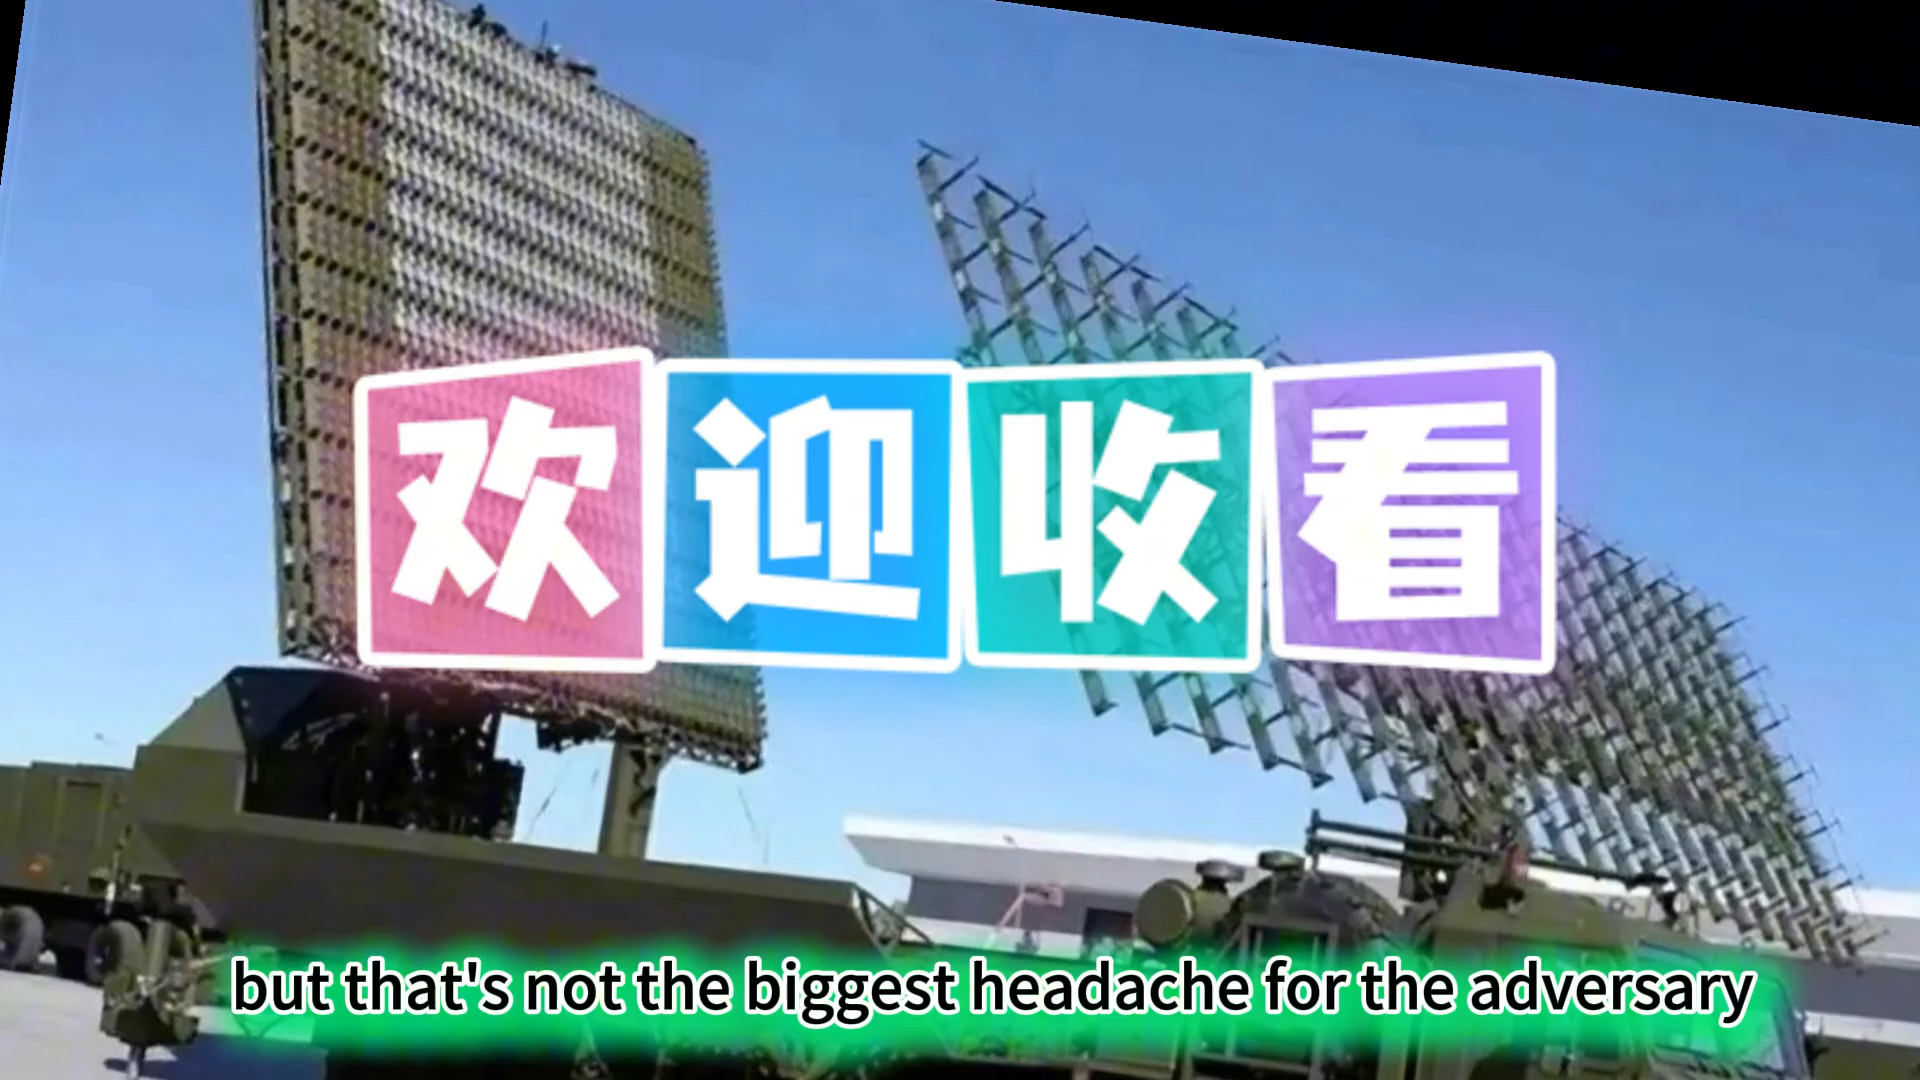 欢迎收看
but that's not the biggest headache for the adversary